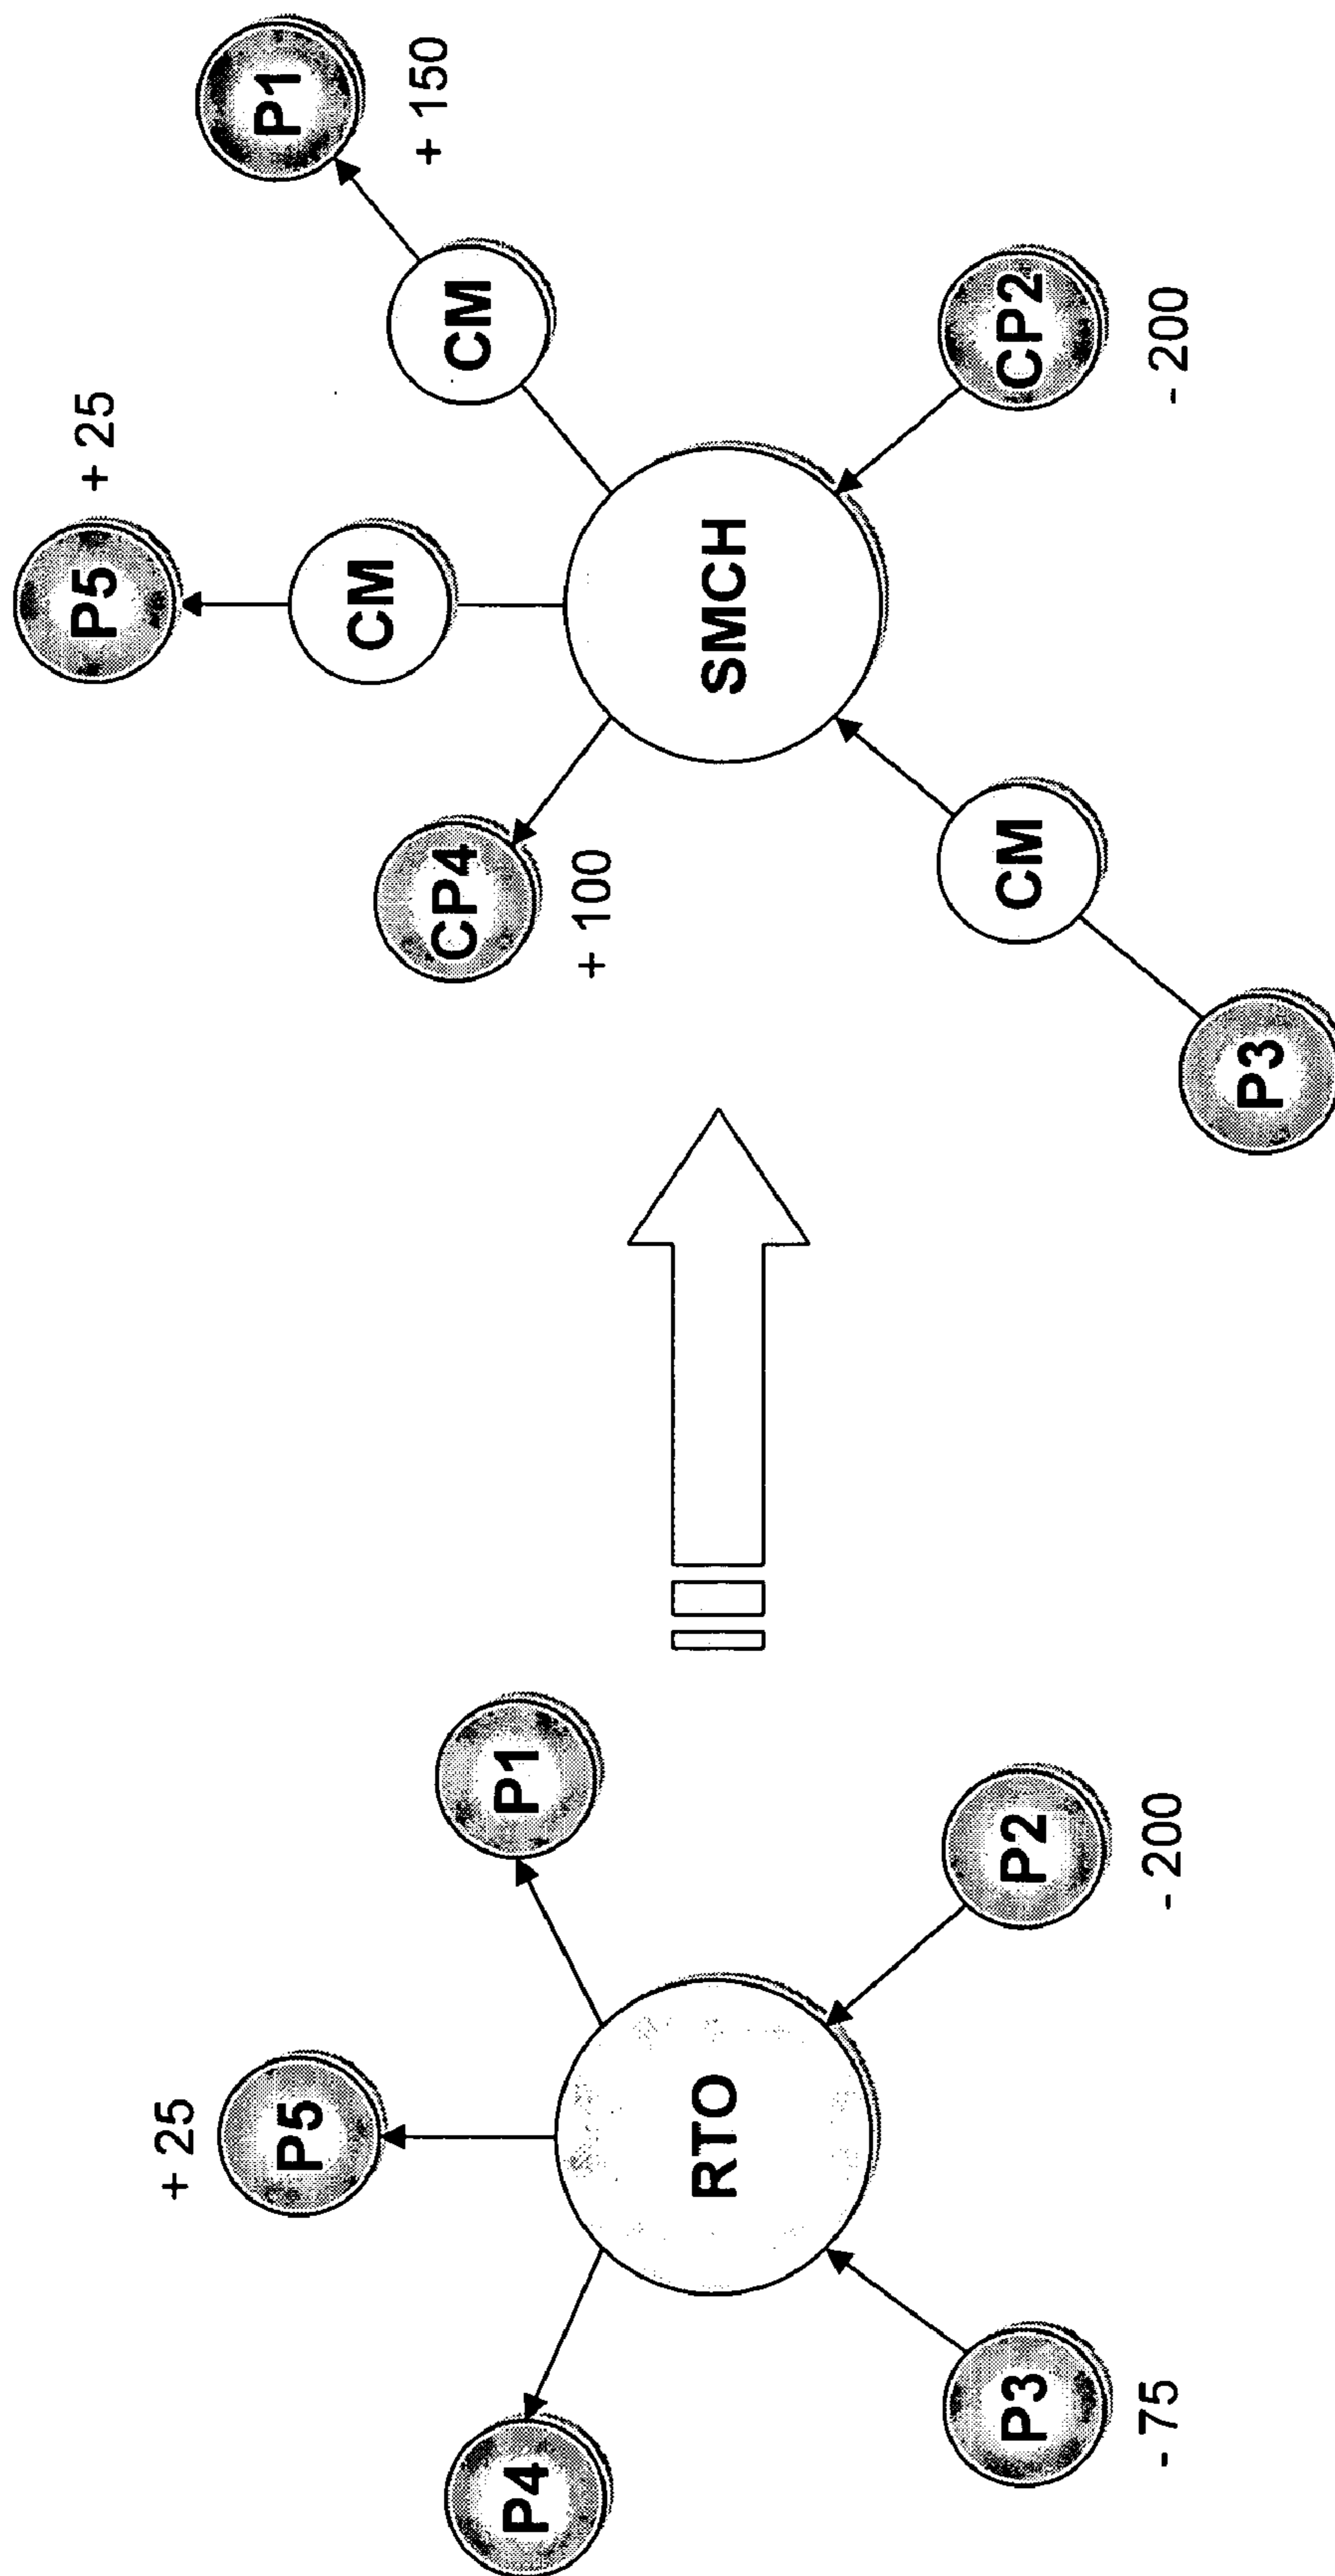 + 25
P5
P4
P1
RTO
P3
- 75
P2
- 200
P5
+ 25
P1
+ 150
CM
CM
CP4
+ 100
SMCH
CM
CP2
- 200
P3